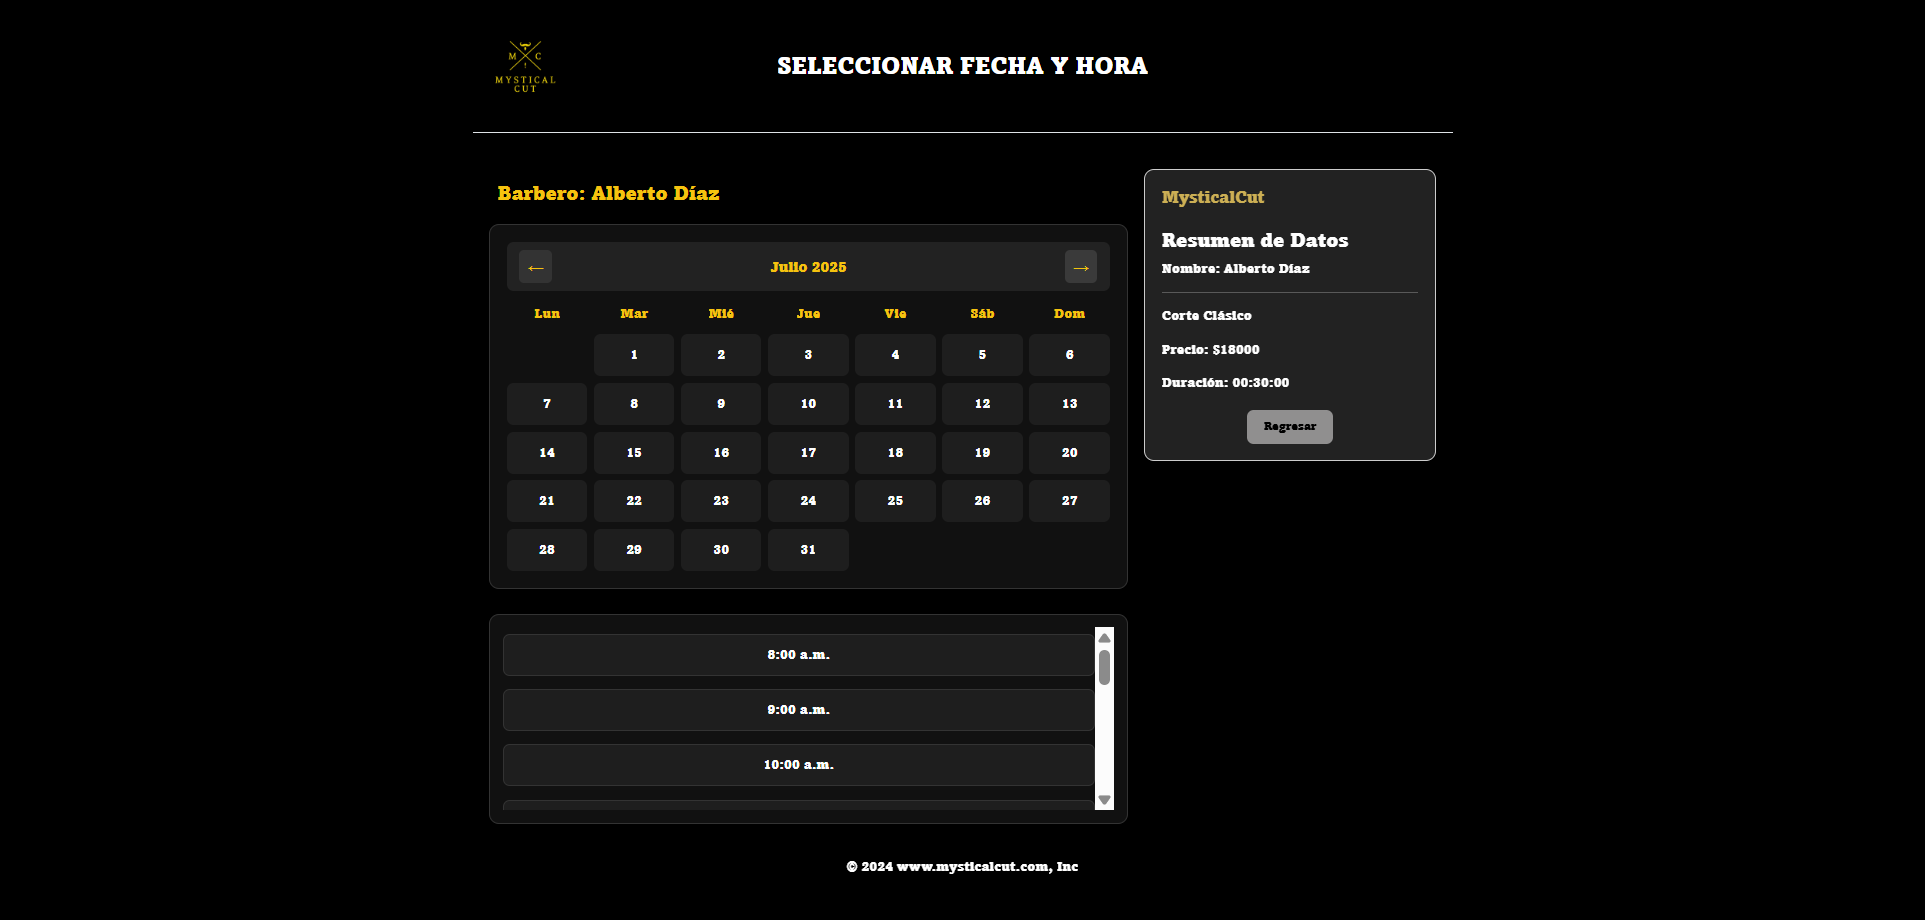 M C
MYSTICAL
CUT
SELECCIONAR FECHA Y HORA
Barbero: Alberto Díaz
← Julio 2025 →
Lun Mar Mié Jue Vie Sáb Dom
1 2 3 4 5 6
7 8 9 10 11 12 13
14 15 16 17 18 19 20
21 22 23 24 25 26 27
28 29 30 31
8:00 a.m.
9:00 a.m.
10:00 a.m.
MysticalCut
Resumen de Datos
Nombre: Alberto Díaz
Corte Clásico
Precio: $18000
Duración: 00:30:00
Regresar
© 2024 www.mysticalcut.com, Inc